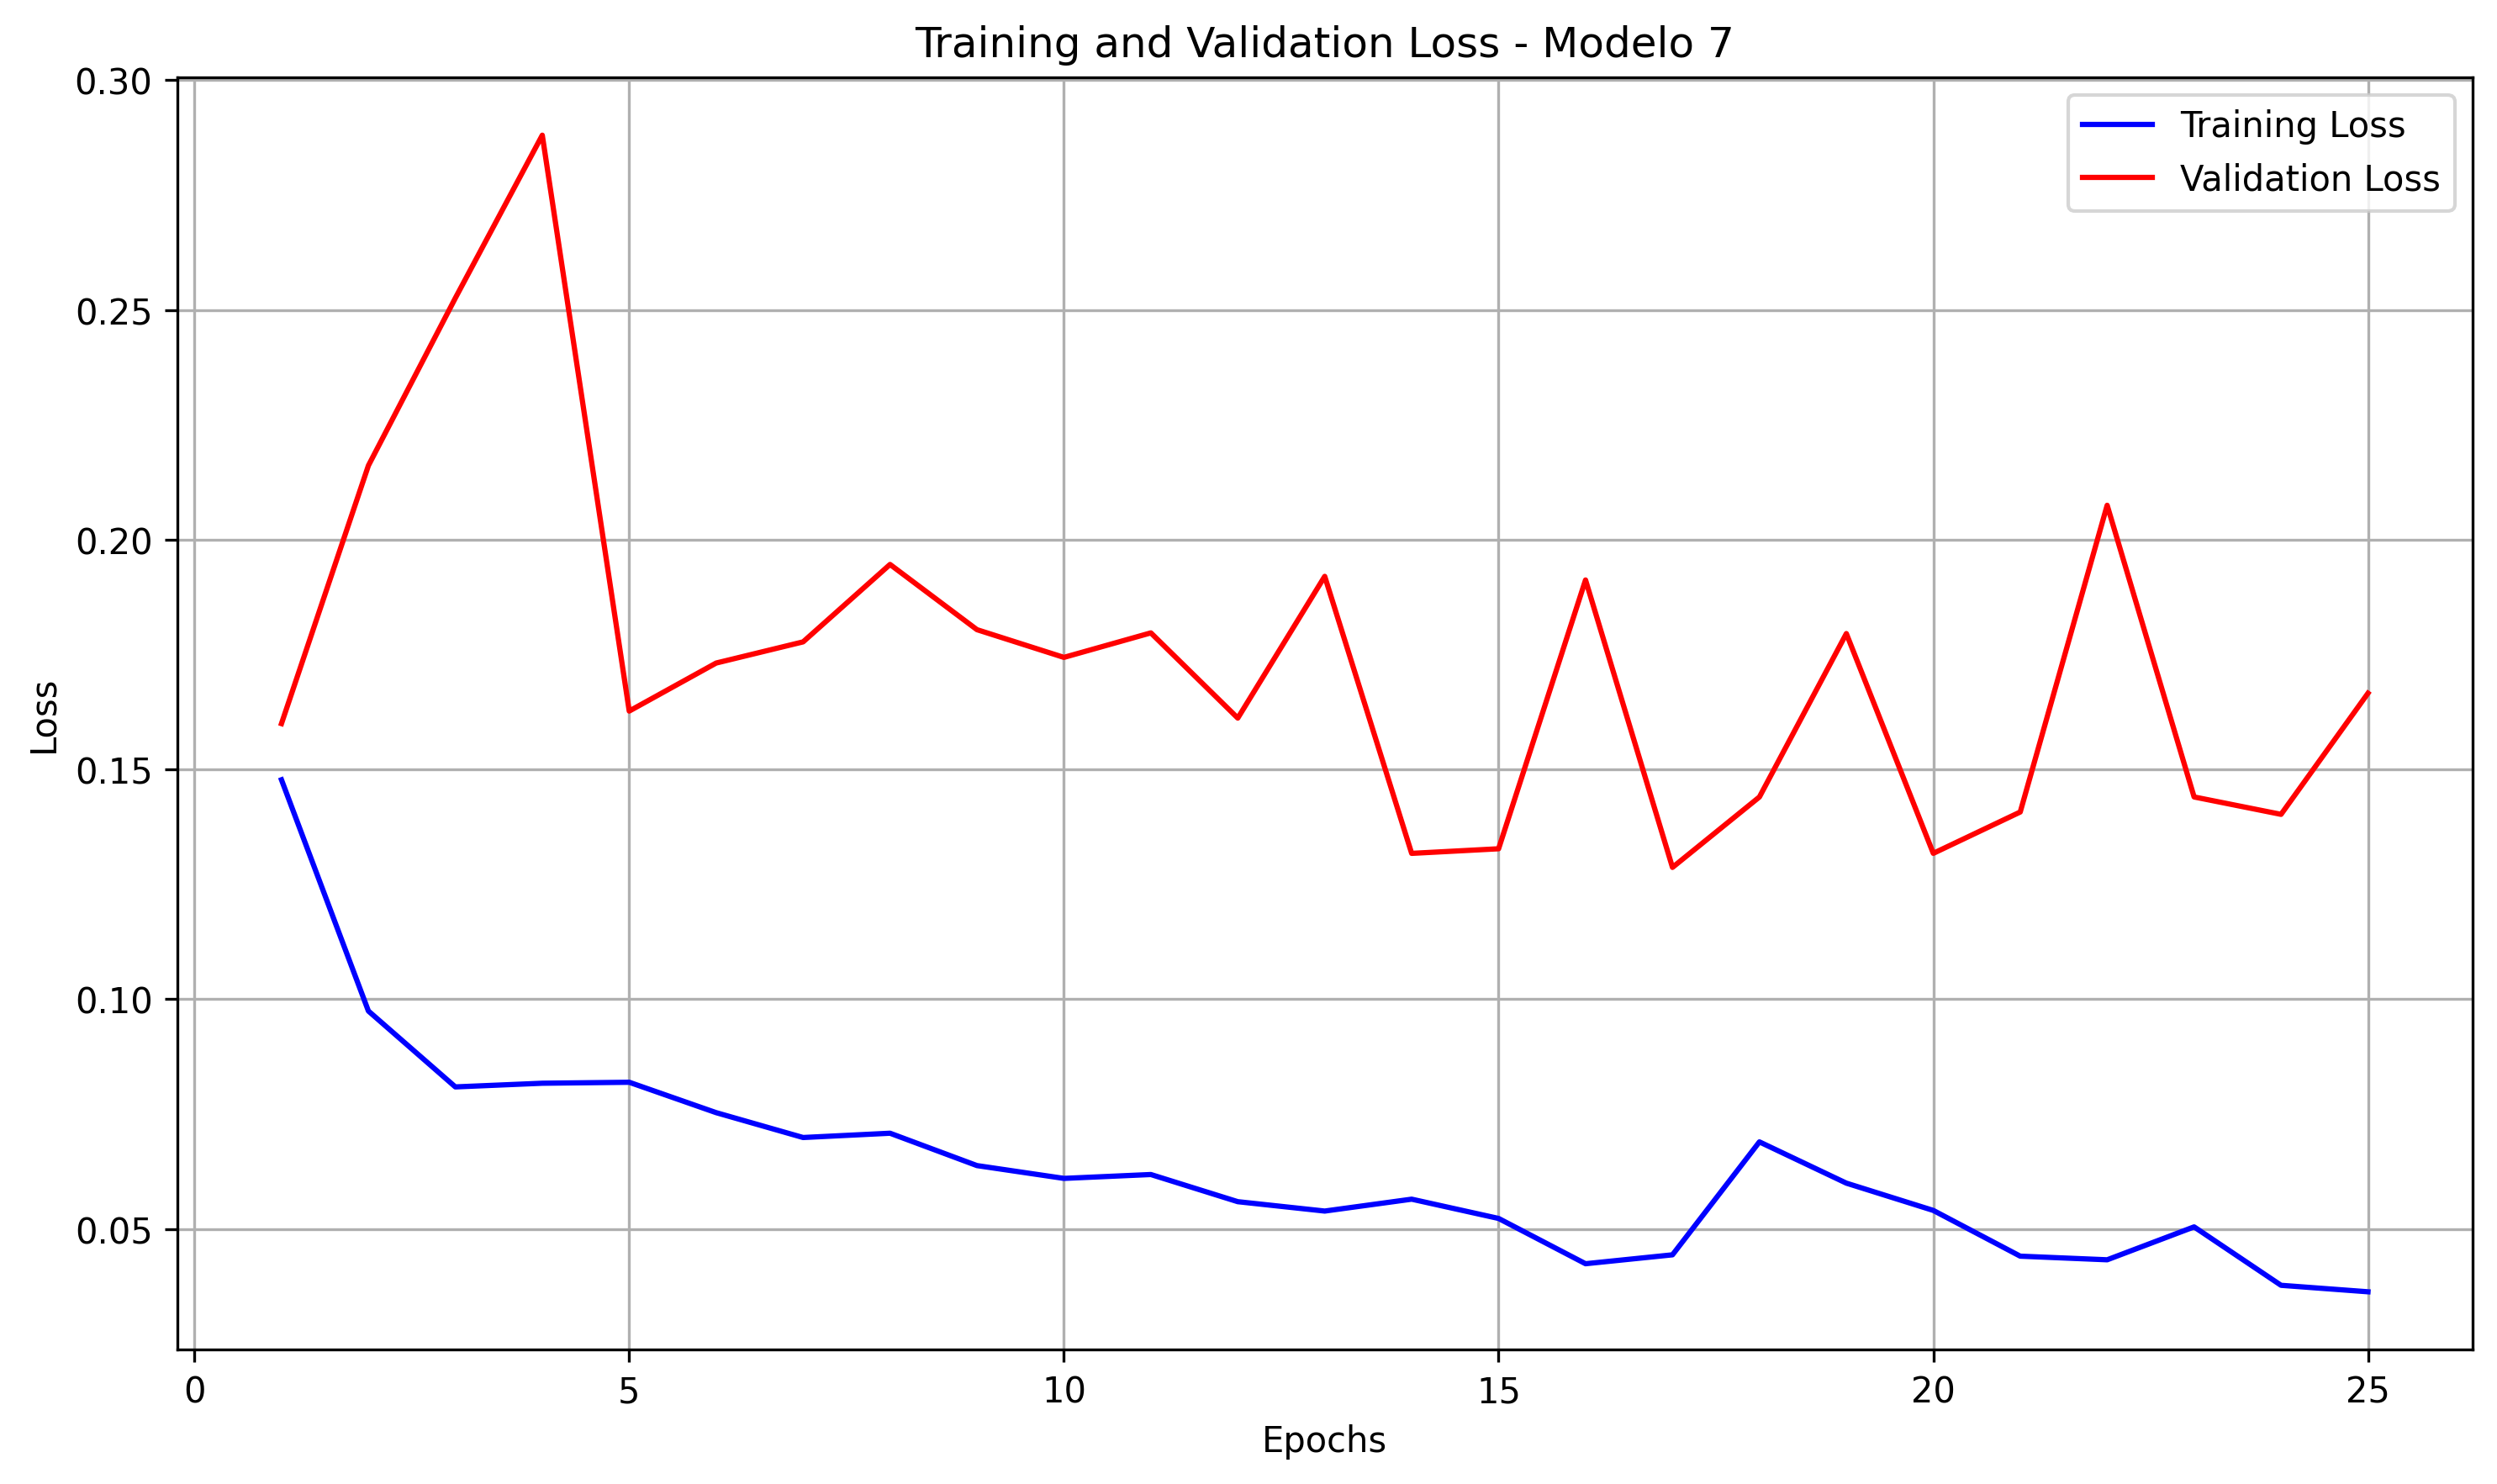 Training and Validation Loss - Modelo 7
Training Loss
Validation Loss
0.30
0.25
0.20
0.15
0.10
0.05
Loss
0 5 10 15 20 25
Epochs